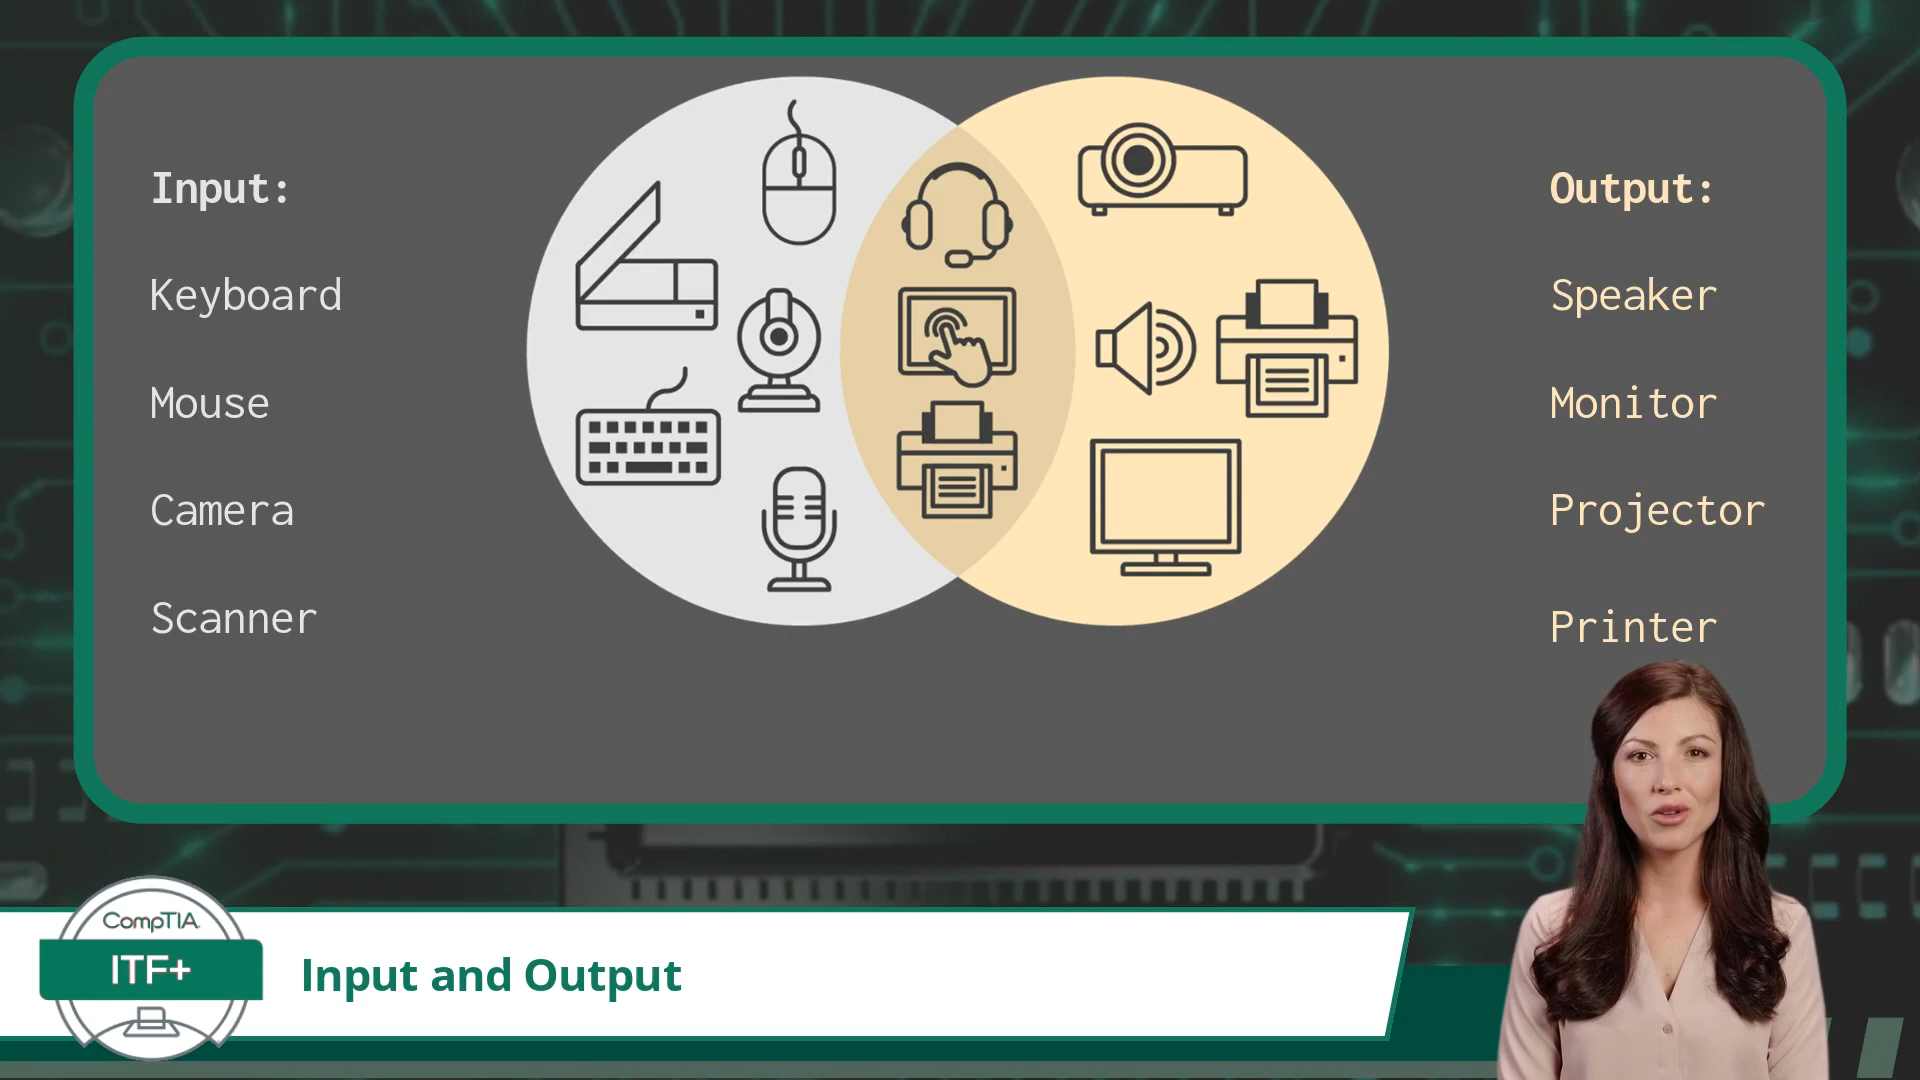 Input:
Keyboard
Mouse
Camera
Scanner
Output:
Speaker
Monitor
Projector
Printer
CompTIA
ITF+
Input and Output